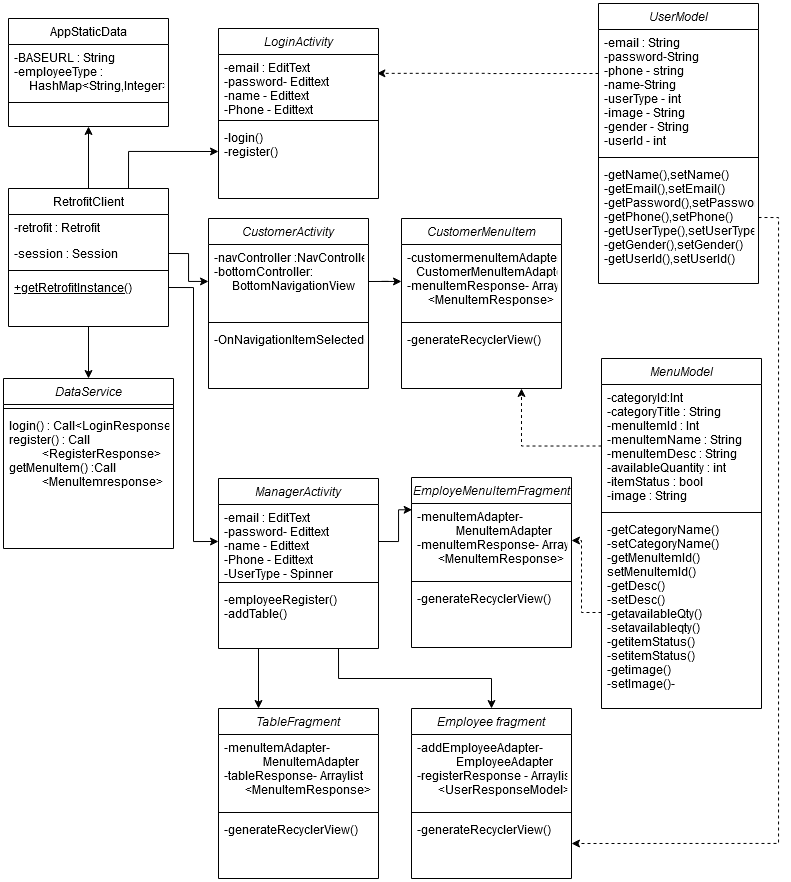 AppStaticData
-BASEURL : String
-employeeType :
HashMap<String,Integer>
LoginActivity
-email : EditText
-password- Edittext
-name - Edittext
-Phone - Edittext
-login()
-register()
UserModel
-email : String
-password-String
-phone - string
-name-String
-userType - int
-image - String
-gender - String
-userId - int
-getName(),setName()
-getEmail(),setEmail()
-getPassword(),setPasswo
-getPhone(),setPhone()
-getUserType(),setUserType
-getGender(),setGender()
-getUserId(),setUserId()
RetrofitClient
-retrofit : Retrofit
-session : Session
+getRetrofitInstance()
CustomerActivity
-navController :NavControlle
-bottomController:
BottomNavigationView
-OnNavigationItemSelected
CustomerMenuItem
-customermenuItemAdapte
CustomerMenuItemAdapt
-menuItemResponse- Array
<MenuItemResponse>
-generateRecyclerView()
DataService
login() : Call<LoginResponse
register() : Call
<RegisterResponse>
getMenuItem() :Call
<MenuItemresponse>
MenuModel
-categoryId:Int
-categoryTitle : String
-menuItemId : Int
-menuItemName : String
-menuItemDesc : String
-availableQuantity : int
-itemStatus : bool
-image : String
-getCategoryName()
-setCategoryName()
-getMenuItemId()
setMenuItemId()
-getDesc()
-setDesc()
-getavailableQty()
-setavailableqty()
-getitemStatus()
-setitemStatus()
-getimage()
-setImage()-
ManagerActivity
-email : EditText
-password- Edittext
-name - Edittext
-Phone - Edittext
-UserType - Spinner
-employeeRegister()
-addTable()
EmployeMenuItemFragment
-menuItemAdapter-
MenuItemAdapter
-menuItemResponse- Array
<MenuItemResponse>
-generateRecyclerView()
TableFragment
-menuItemAdapter-
MenuItemAdapter
-tableResponse- Arraylist
<MenuItemResponse>
-generateRecyclerView()
Employee fragment
-addEmployeeAdapter-
EmployeeAdapter
-registerResponse - Arraylis
<UserResponseModel>
-generateRecyclerView()